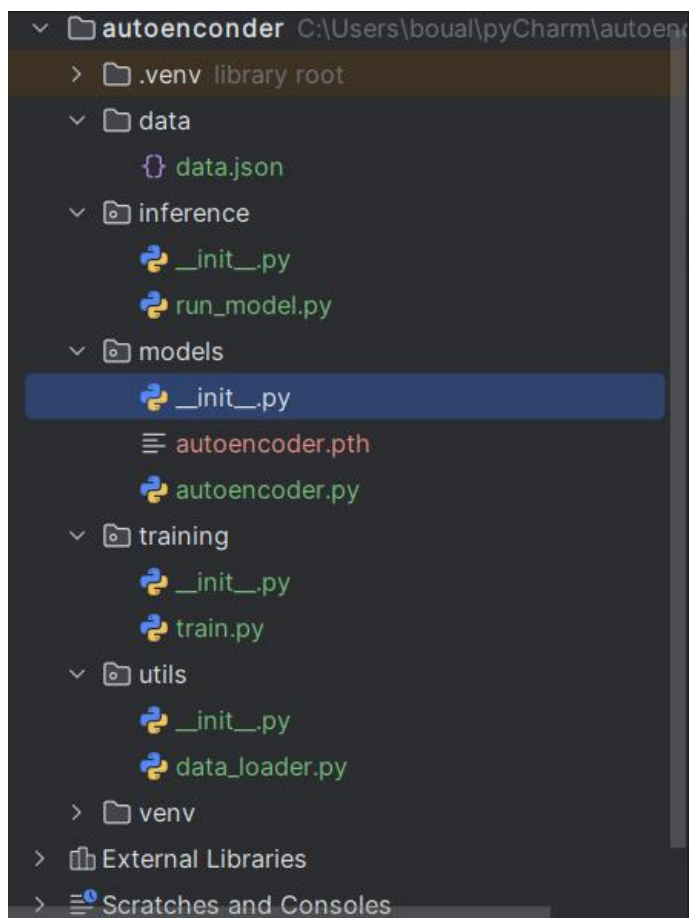 autoenconder C:\Users\boual\pyCharm\autoenc
.venv library root
data
{} data.json
inference
__init__.py
run_model.py
models
__init__.py
autoencoder.pth
autoencoder.py
training
__init__.py
train.py
utils
__init__.py
data_loader.py
venv
External Libraries
Scratches and Consoles